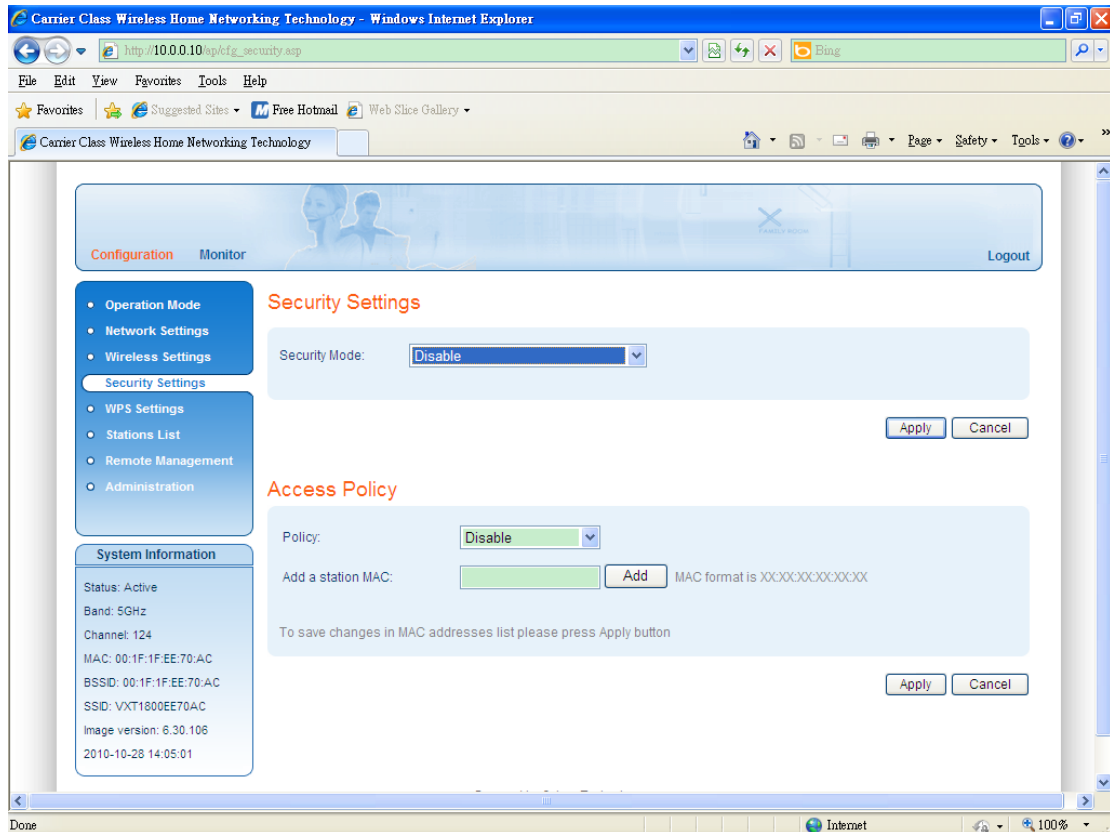 Carrier Class Wireless Home Networking Technology - Windows Internet Explorer
http://10.0.0.10/ap/cfg_security.asp
Bing
File Edit View Favorites Tools Help
Favorites Suggested Sites Free Hotmail Web Slice Gallery
Carrier Class Wireless Home Networking Technology
Page Safety Tools
FAMILY ROOM
Configuration Monitor Logout
Operation Mode
Network Settings
Wireless Settings
Security Settings
WPS Settings
Stations List
Remote Management
Administration
System Information
Status: Active
Band: 5GHz
Channel: 124
MAC: 00:1F:1F:EE:70:AC
BSSID: 00:1F:1F:EE:70:AC
SSID: VXT1800EE70AC
Image version: 6.30.106
2010-10-28 14:05:01
Security Settings
Security Mode: Disable
Apply Cancel
Access Policy
Policy: Disable
Add a station MAC: Add MAC format is XX:XX:XX:XX:XX:XX
To save changes in MAC addresses list please press Apply button
Apply Cancel
Done Internet 100%